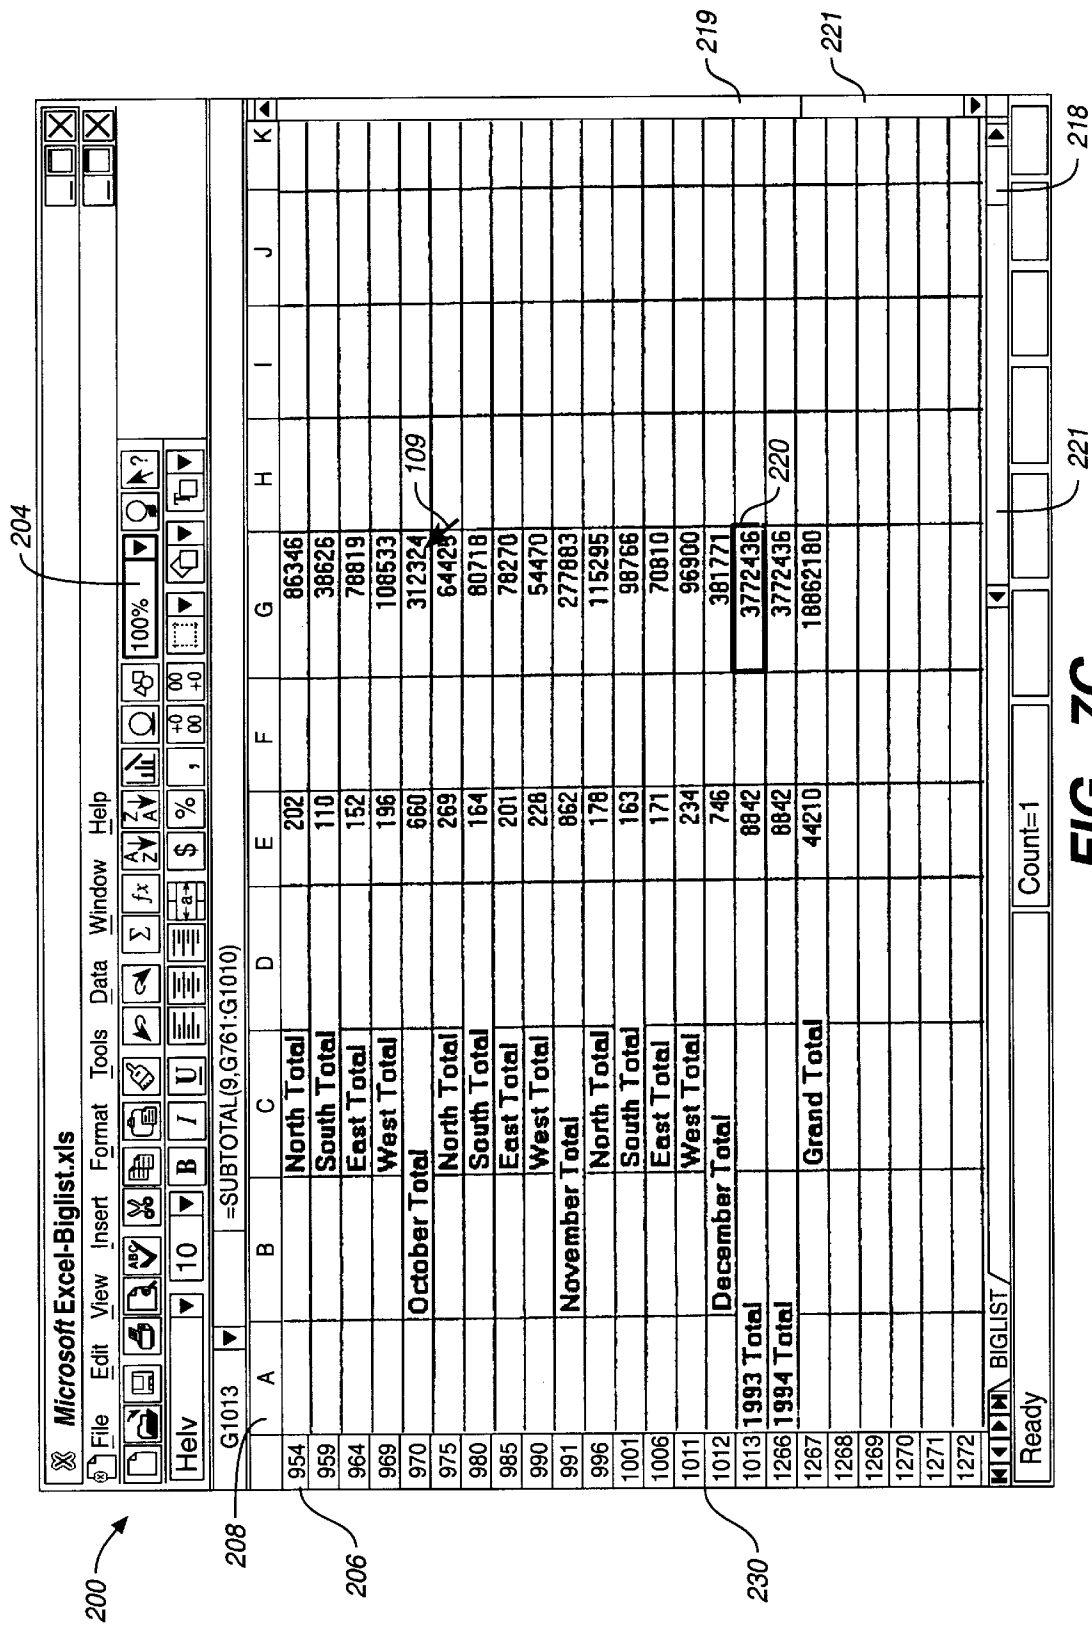 200
204
Microsoft Excel-Biglist.xls
File Edit View Insert Format Tools Data Window Help
ABC Σ fx A Z Z A 100% ?
Helv 10 B I U a $ % , +0 00 00 +0 T
G1013 =SUBTOTAL(9,G761:G1010)
208
A B C D E F G H I J K
206
954 North Total 202 86346
959 South Total 110 38626
964 East Total 152 78819
969 West Total 196 108533
970 October Total 660 312324
109
975 North Total 269 64425
980 South Total 164 80718
985 East Total 201 78270
990 West Total 228 54470
991 November Total 862 277883
996 North Total 178 115295
1001 South Total 163 98766
1006 East Total 171 70810
1011 West Total 234 96900
1012 December Total 746 381771
230
1013 1993 Total 8842 3772436
220
219
1266 1994 Total 8842 3772436
1267 Grand Total 44210 18862180
221
1268
1269
1270
1271
1272
BIGLIST
221
218
Ready Count=1
FIG. 7C